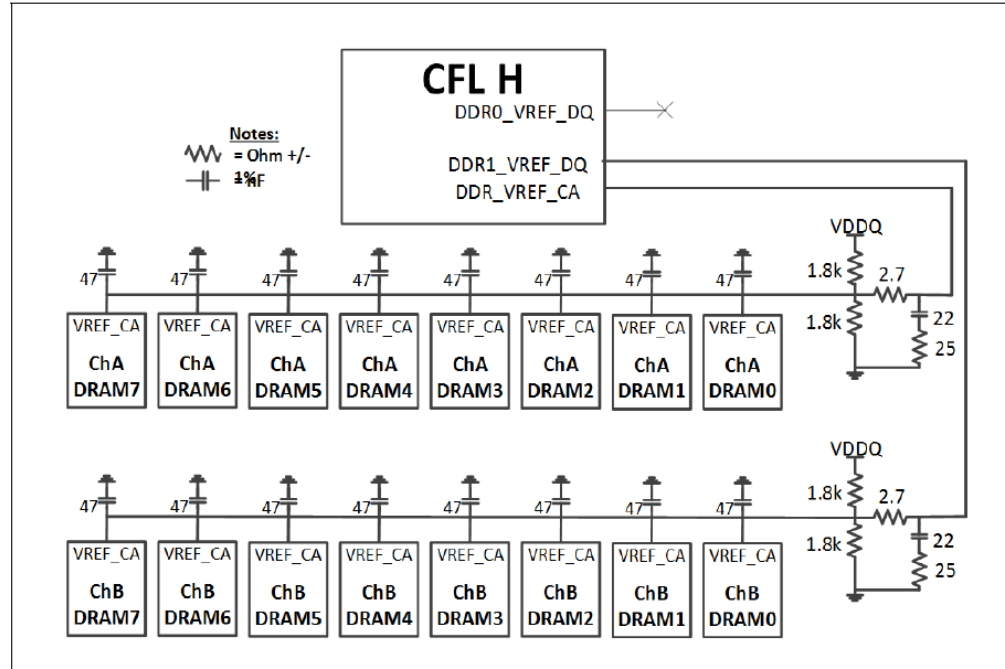 CFL H
DDR0_VREF_DQ
DDR1_VREF_DQ
DDR_VREF_CA
Notes:
= Ohm +/-
= nF
VDDQ
1.8k
2.7
47 47 47 47 47 47 47 47
1.8k
22
25
VREF_CA VREF_CA VREF_CA VREF_CA VREF_CA VREF_CA VREF_CA VREF_CA
ChA ChA ChA ChA ChA ChA ChA ChA
DRAM7 DRAM6 DRAM5 DRAM4 DRAM3 DRAM2 DRAM1 DRAM0
VDDQ
1.8k
2.7
47 47 47 47 47 47 47 47
1.8k
22
25
VREF_CA VREF_CA VREF_CA VREF_CA VREF_CA VREF_CA VREF_CA VREF_CA
ChB ChB ChB ChB ChB ChB ChB ChB
DRAM7 DRAM6 DRAM5 DRAM4 DRAM3 DRAM2 DRAM1 DRAM0